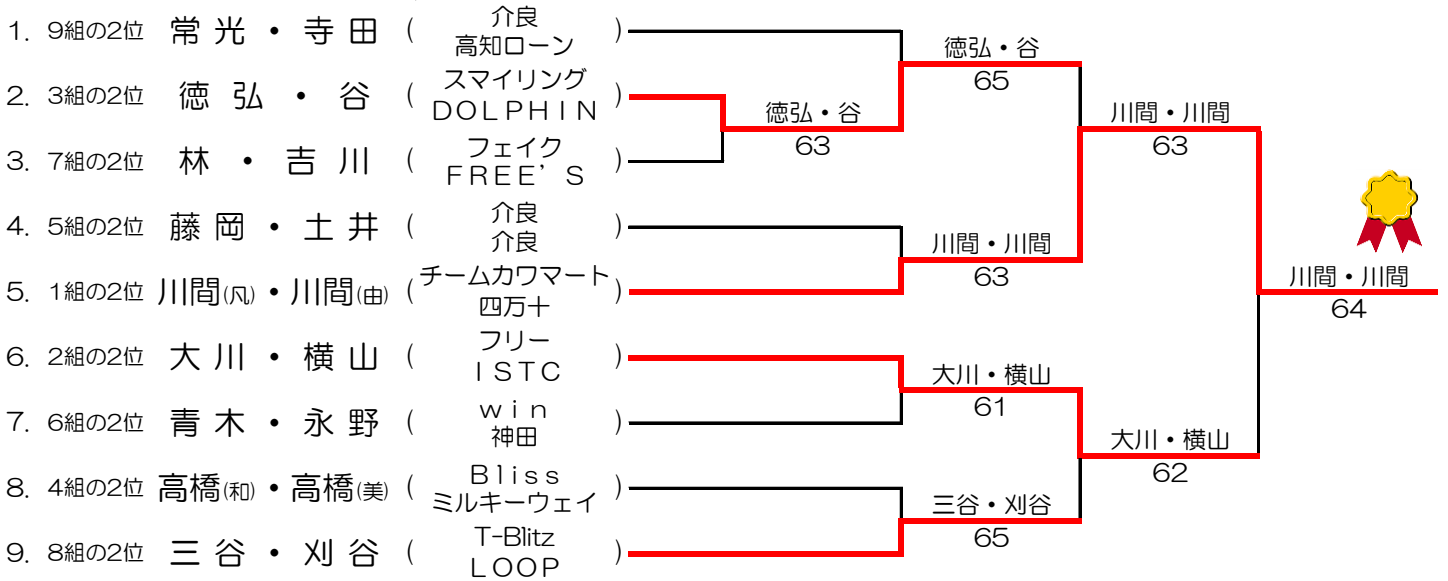 1. 9組の2位 常光・寺田 ( 介良 高知ローン )
2. 3組の2位 徳弘・谷 ( スマイリング DOLPHIN )
3. 7組の2位 林・吉川 ( フェイク FREE’S )
4. 5組の2位 藤岡・土井 ( 介良 介良 )
5. 1組の2位 川間(凡)・川間(由) ( チームカワマート 四万十 )
6. 2組の2位 大川・横山 ( フリー ISTC )
7. 6組の2位 青木・永野 ( win 神田 )
8. 4組の2位 高橋(和)・高橋(美) ( Bliss ミルキーウェイ )
9. 8組の2位 三谷・刈谷 ( T-Blitz LOOP )
徳弘・谷
63
徳弘・谷
65
川間・川間
63
大川・横山
61
三谷・刈谷
65
川間・川間
63
大川・横山
62
川間・川間
64